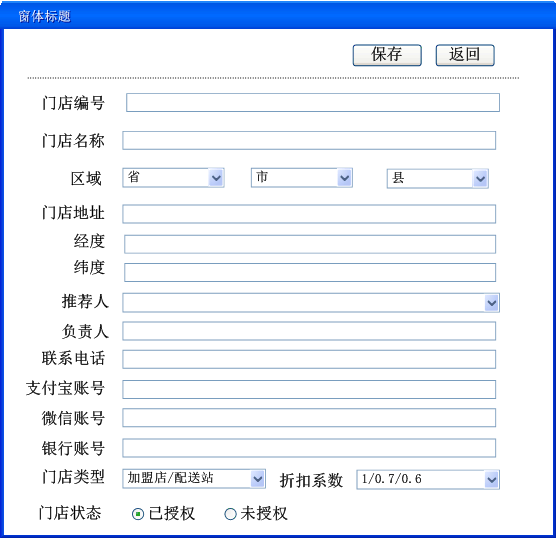 窗体标题
保存 返回
门店编号
门店名称
区域 省 市 县
门店地址
经度
纬度
推荐人
负责人
联系电话
支付宝账号
微信账号
银行账号
门店类型 加盟店/配送站 折扣系数 1/0.7/0.6
门店状态 已授权 未授权